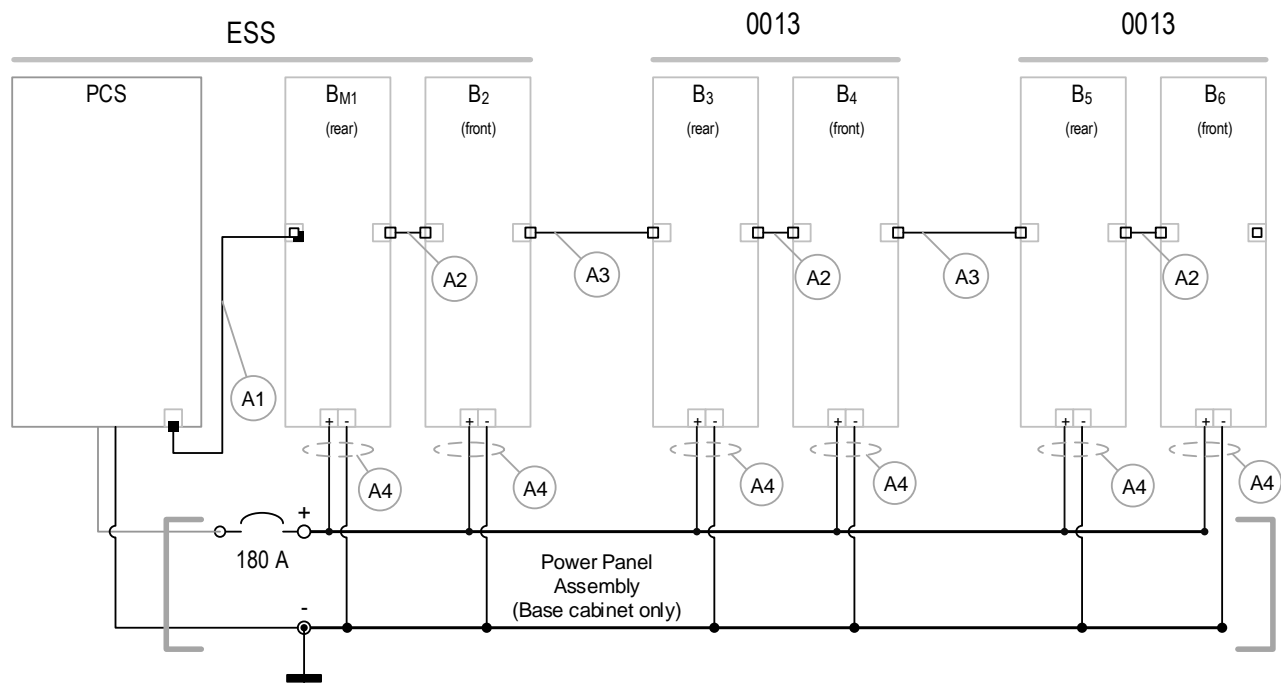 ESS
0013
0013
PCS
BM1
(rear)
B2
(front)
B3
(rear)
B4
(front)
B5
(rear)
B6
(front)
A1
A2
A3
A2
A3
A2
+ -
+ -
+ -
+ -
+ -
+ -
A4
A4
A4
A4
A4
A4
+
180 A
-
Power Panel
Assembly
(Base cabinet only)